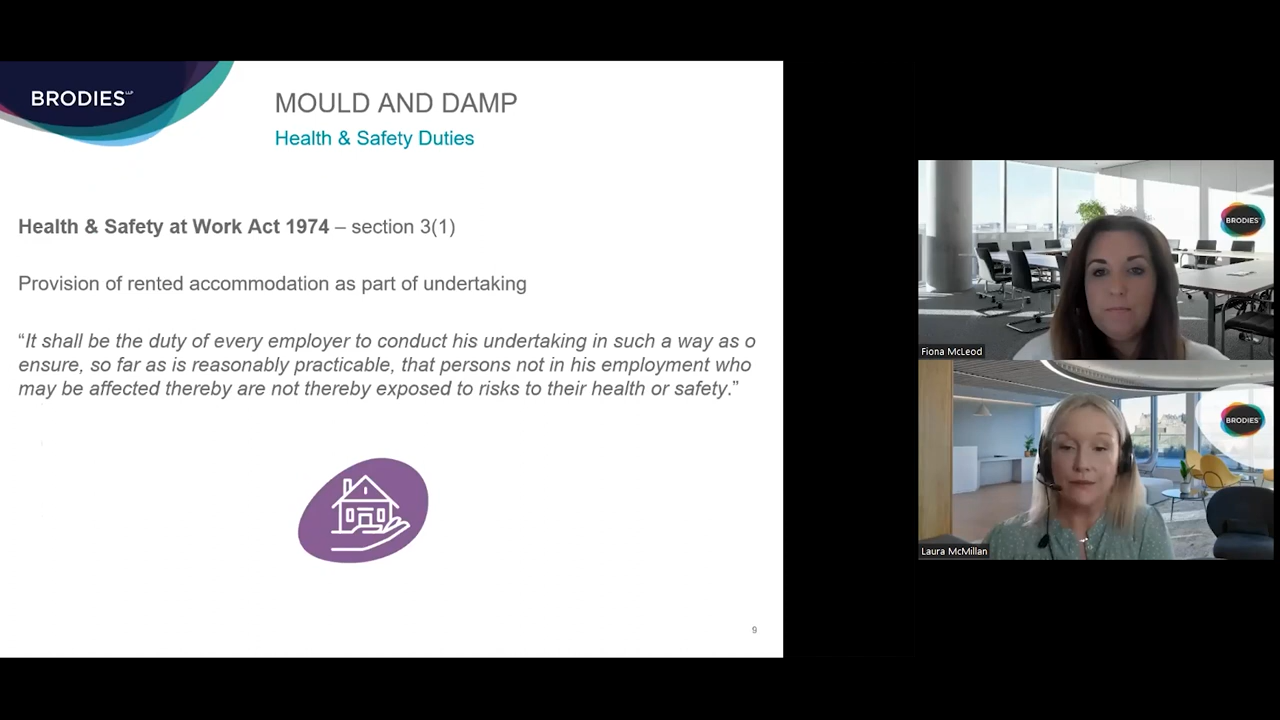 BRODIES LLP
MOULD AND DAMP
Health & Safety Duties
Health & Safety at Work Act 1974 – section 3(1)
Provision of rented accommodation as part of undertaking
“It shall be the duty of every employer to conduct his undertaking in such a way as o
ensure, so far as is reasonably practicable, that persons not in his employment who
may be affected thereby are not thereby exposed to risks to their health or safety.”
9
BRODIES
Fiona McLeod
BRODIES
Laura McMillan